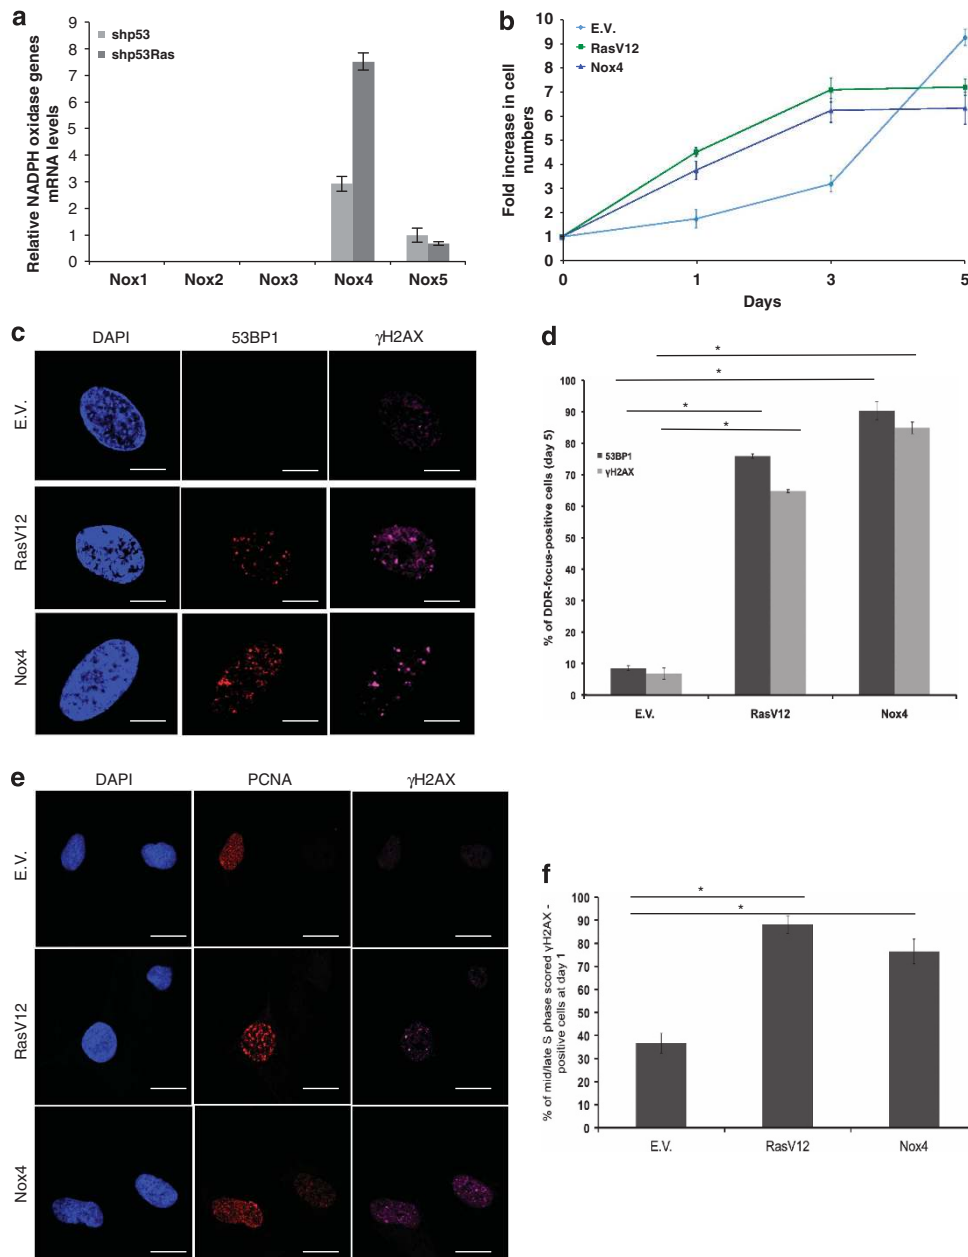 a
9
8
7
6
5
4
3
2
1
0
Relative NADPH oxidase genes
mRNA levels
shp53
shp53Ras
Nox1 Nox2 Nox3 Nox4 Nox5
b
10
9
8
7
6
5
4
3
2
1
0
Fold increase in cell
numbers
E.V.
RasV12
Nox4
0 1 3 5
Days
c
DAPI 53BP1 γH2AX
E.V.
RasV12
Nox4
d
* 
*
*
*
100
90
80
70
60
50
40
30
20
10
0
% of DDR-focus-positive cells (day 5)
53BP1
γH2AX
E.V. RasV12 Nox4
e
DAPI PCNA γH2AX
E.V.
RasV12
Nox4
f
*
*
100
90
80
70
60
50
40
30
20
10
0
% of mid/late S phase scored γH2AX -
positive cells at day 1
E.V. RasV12 Nox4